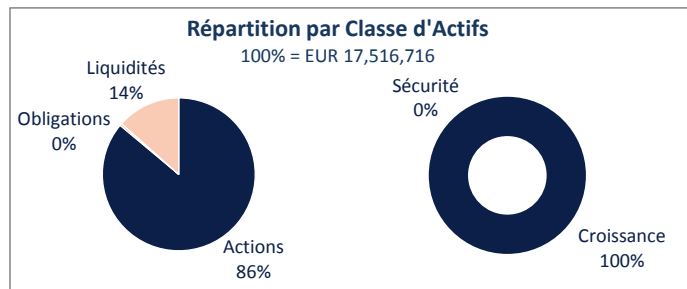 Répartition par Classe d'Actifs
100% = EUR 17,516,716
Liquidités
14%
Obligations
0%
Actions
86%
Sécurité
0%
Croissance
100%